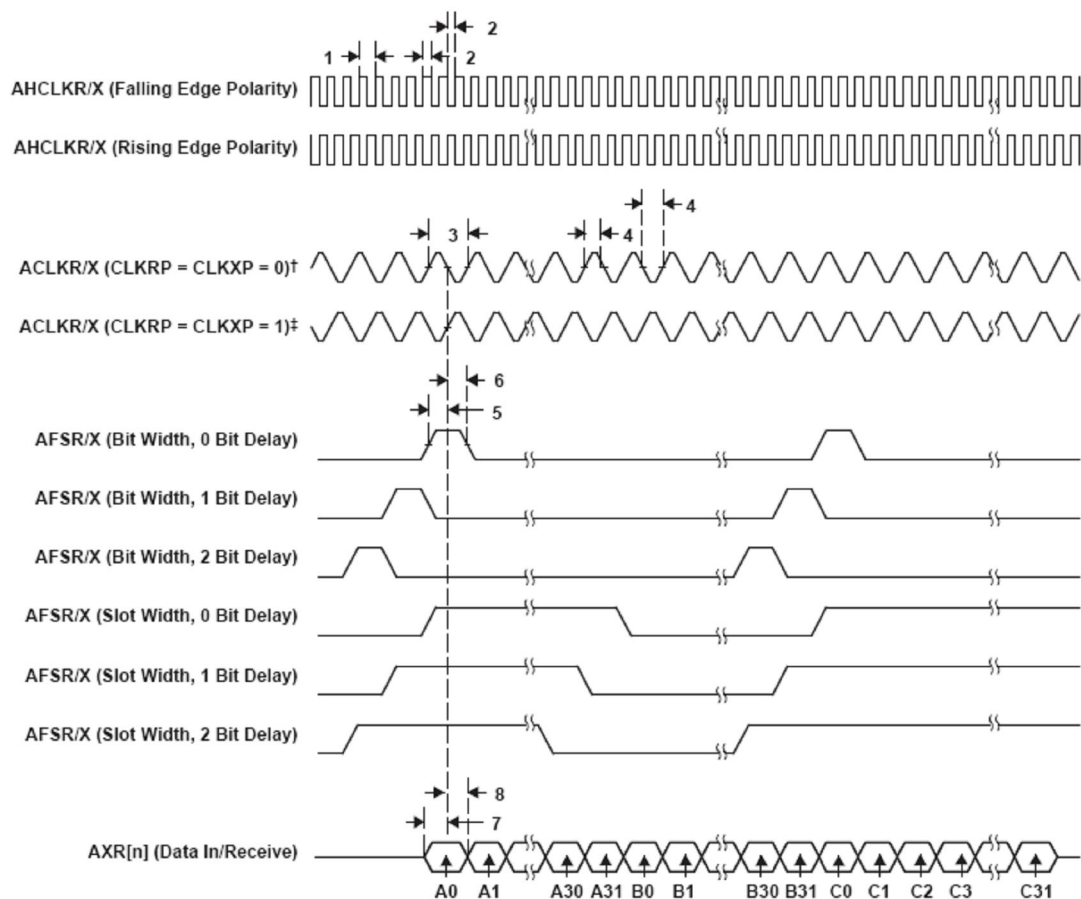 2
1
2
AHCLKR/X (Falling Edge Polarity)
AHCLKR/X (Rising Edge Polarity)
4
3
4
ACLKR/X (CLKRP = CLKXP = 0)†
ACLKR/X (CLKRP = CLKXP = 1)‡
6
5
AFSR/X (Bit Width, 0 Bit Delay)
AFSR/X (Bit Width, 1 Bit Delay)
AFSR/X (Bit Width, 2 Bit Delay)
AFSR/X (Slot Width, 0 Bit Delay)
AFSR/X (Slot Width, 1 Bit Delay)
AFSR/X (Slot Width, 2 Bit Delay)
8
7
AXR[n] (Data In/Receive)
A0 A1 A30 A31 B0 B1 B30 B31 C0 C1 C2 C3 C31